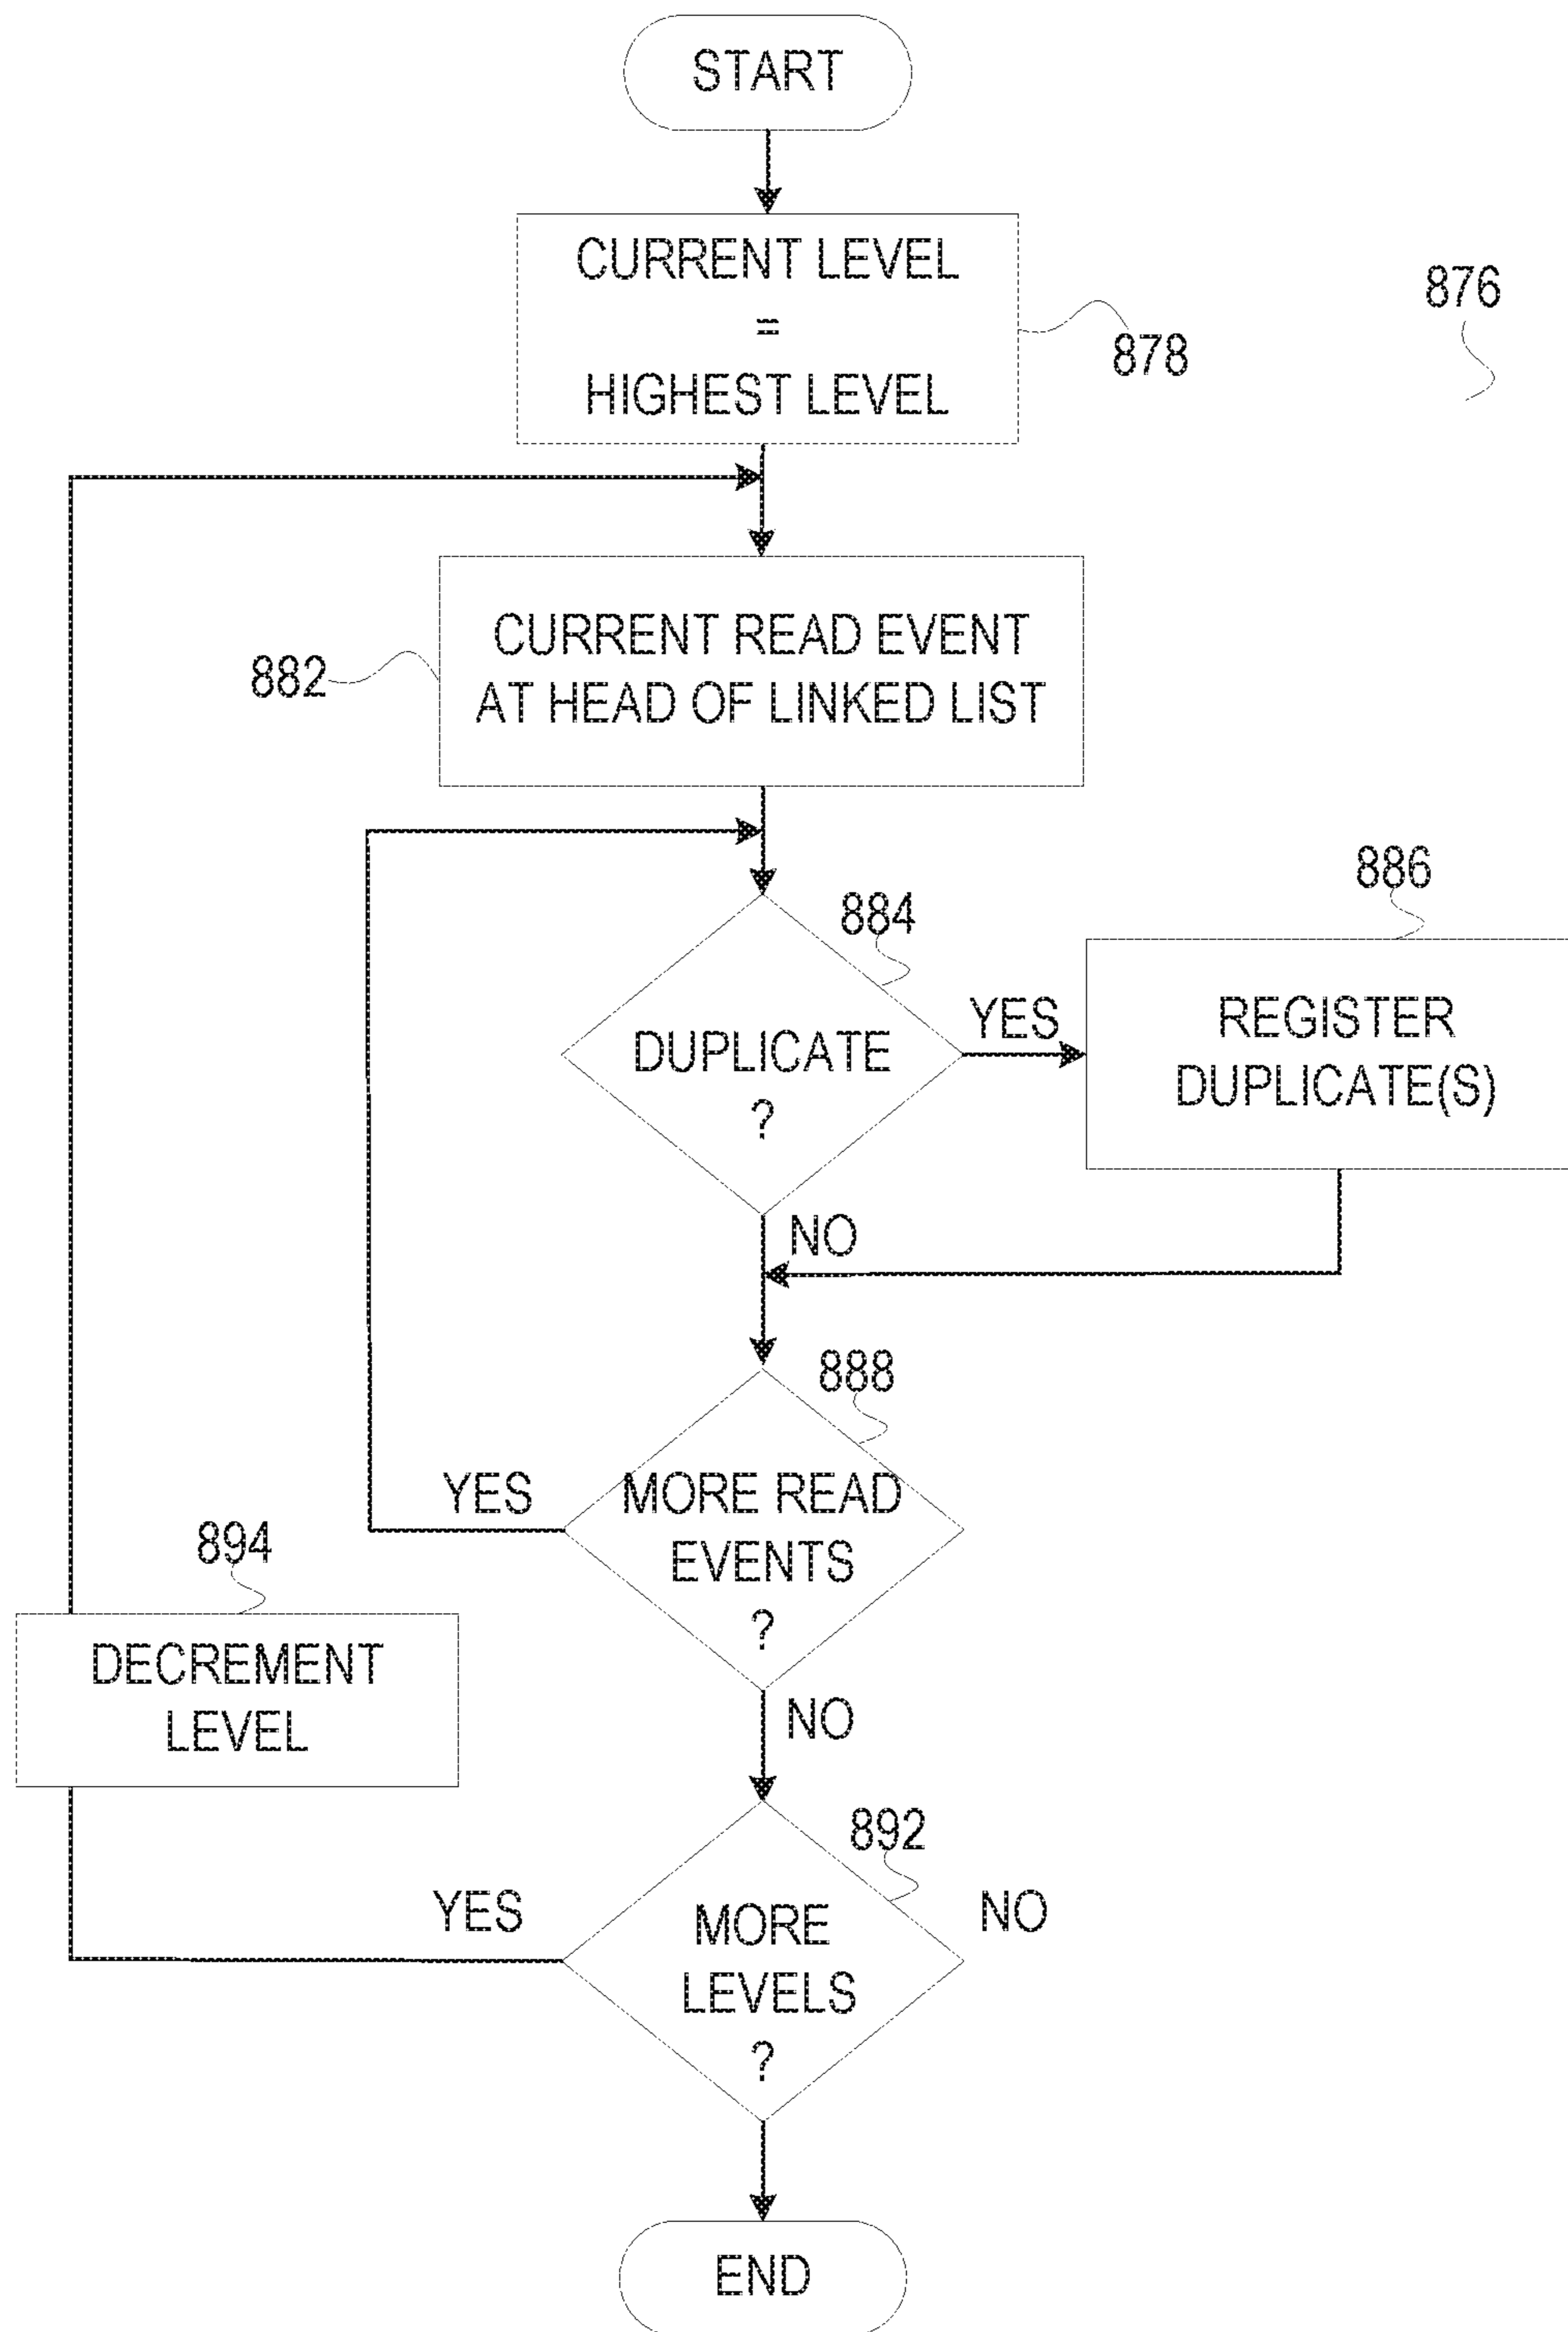 START
CURRENT LEVEL
=
HIGHEST LEVEL
876
878
CURRENT READ EVENT
AT HEAD OF LINKED LIST
882
884
886
DUPLICATE
?
YES
REGISTER
DUPLICATE(S)
NO
888
YES
MORE READ
EVENTS
?
894
DECREMENT
LEVEL
NO
892
YES
MORE
LEVELS
?
NO
END